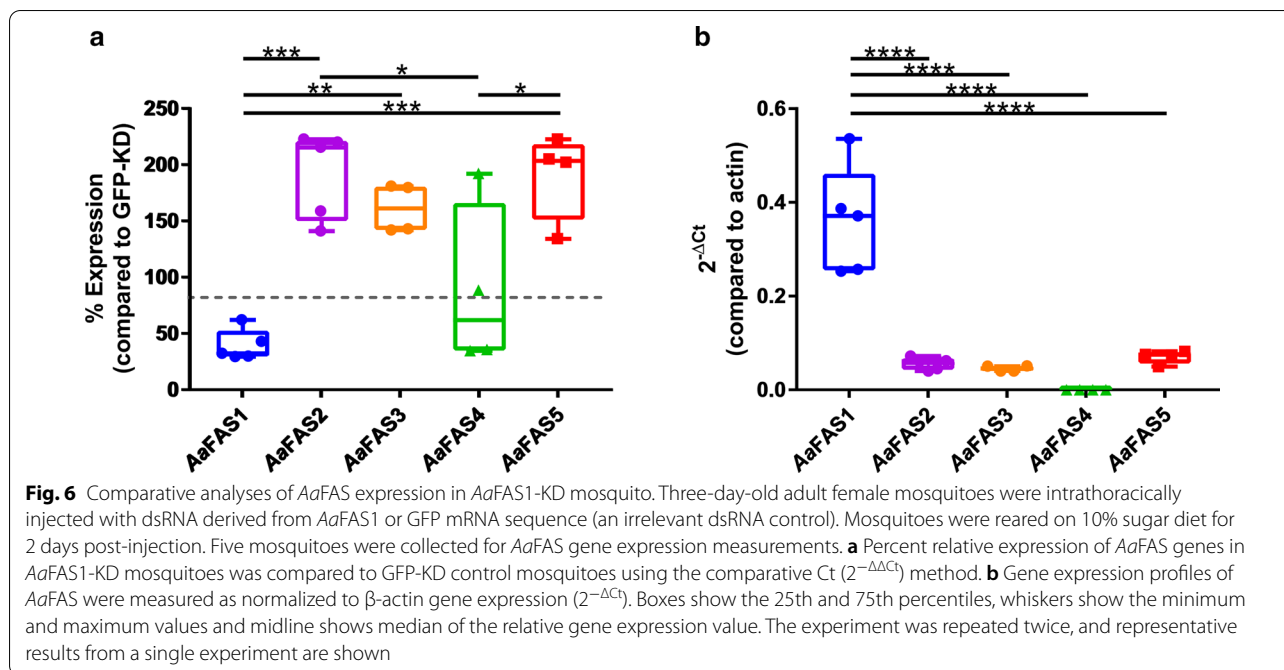 a
b
*** 
*
**
*
***
****
****
****
****
250
200
150
100
50
0
% Expression
(compared to GFP-KD)
AaFAS1
AaFAS2
AaFAS3
AaFAS4
AaFAS5
0.6
0.4
0.2
0.0
2-ΔCt
(compared to actin)
AaFAS1
AaFAS2
AaFAS3
AaFAS4
AaFAS5
Fig. 6 Comparative analyses of AaFAS expression in AaFAS1-KD mosquito. Three-day-old adult female mosquitoes were intrathoracically
injected with dsRNA derived from AaFAS1 or GFP mRNA sequence (an irrelevant dsRNA control). Mosquitoes were reared on 10% sugar diet for
2 days post-injection. Five mosquitoes were collected for AaFAS gene expression measurements. a Percent relative expression of AaFAS genes in
AaFAS1-KD mosquitoes was compared to GFP-KD control mosquitoes using the comparative Ct (2−ΔΔCt) method. b Gene expression profiles of
AaFAS were measured as normalized to β-actin gene expression (2−ΔCt). Boxes show the 25th and 75th percentiles, whiskers show the minimum
and maximum values and midline shows median of the relative gene expression value. The experiment was repeated twice, and representative
results from a single experiment are shown